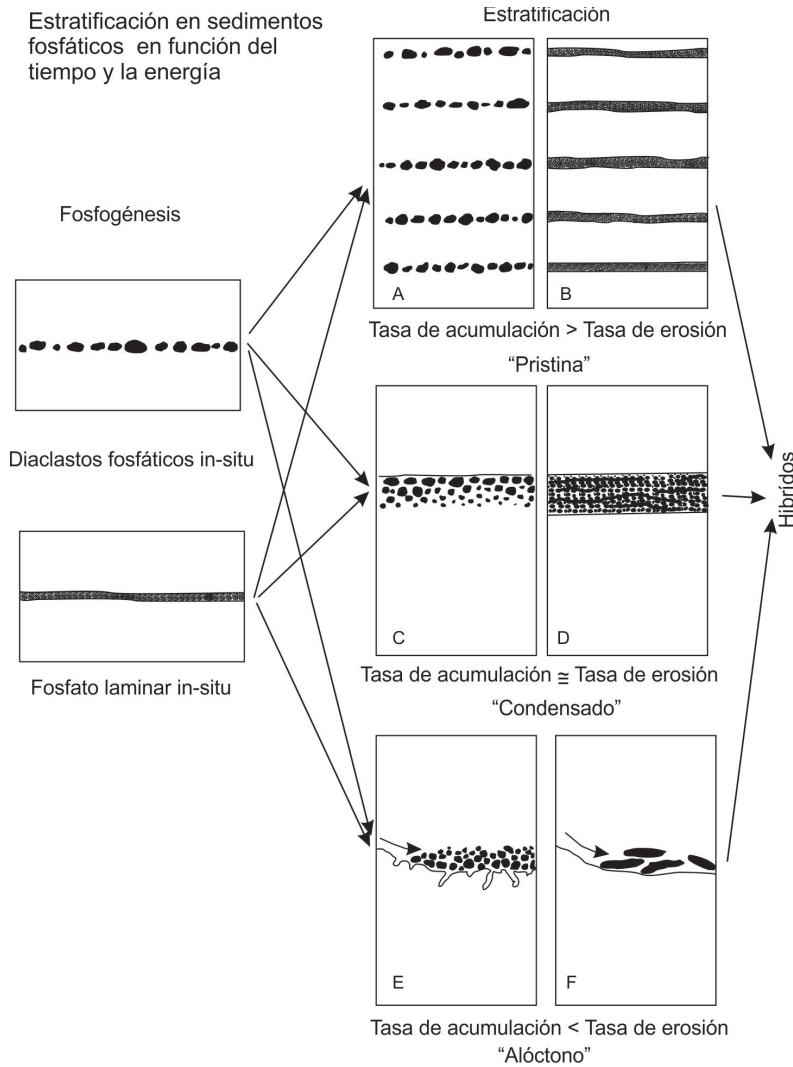 Estratificación en sedimentos
fosfáticos en función del
tiempo y la energía
Estratificación
Fosfogénesis
A
B
Tasa de acumulación > Tasa de erosión
“Pristina”
Diaclastos fosfáticos in-situ
Hibrídos
C
D
Tasa de acumulación ≅ Tasa de erosión
“Condensado”
Fosfato laminar in-situ
E
F
Tasa de acumulación < Tasa de erosión
“Alóctono”